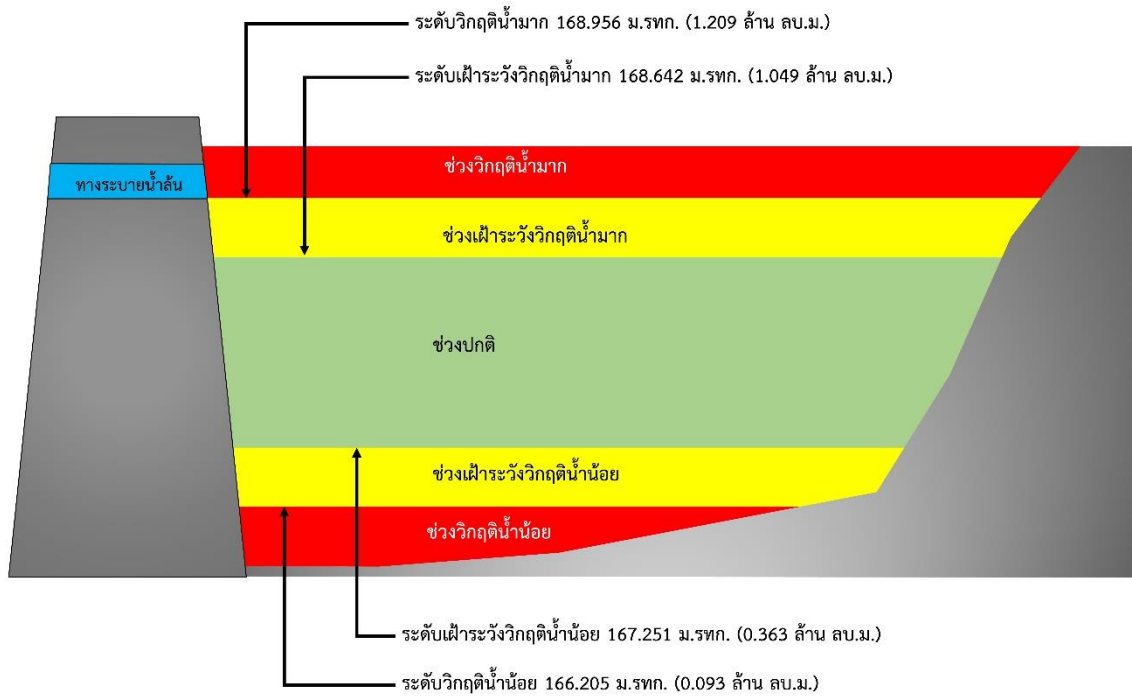 ระดับวิกฤติน้ำมาก 168.956 ม.รทก. (1.209 ล้าน ลบ.ม.)
ระดับเฝ้าระวังวิกฤติน้ำมาก 168.642 ม.รทก. (1.049 ล้าน ลบ.ม.)
ช่วงวิกฤติน้ำมาก
ทางระบายน้ำล้น
ช่วงเฝ้าระวังวิกฤติน้ำมาก
ช่วงปกติ
ช่วงเฝ้าระวังวิกฤติน้ำน้อย
ช่วงวิกฤติน้ำน้อย
ระดับเฝ้าระวังวิกฤติน้ำน้อย 167.251 ม.รทก. (0.363 ล้าน ลบ.ม.)
ระดับวิกฤติน้ำน้อย 166.205 ม.รทก. (0.093 ล้าน ลบ.ม.)